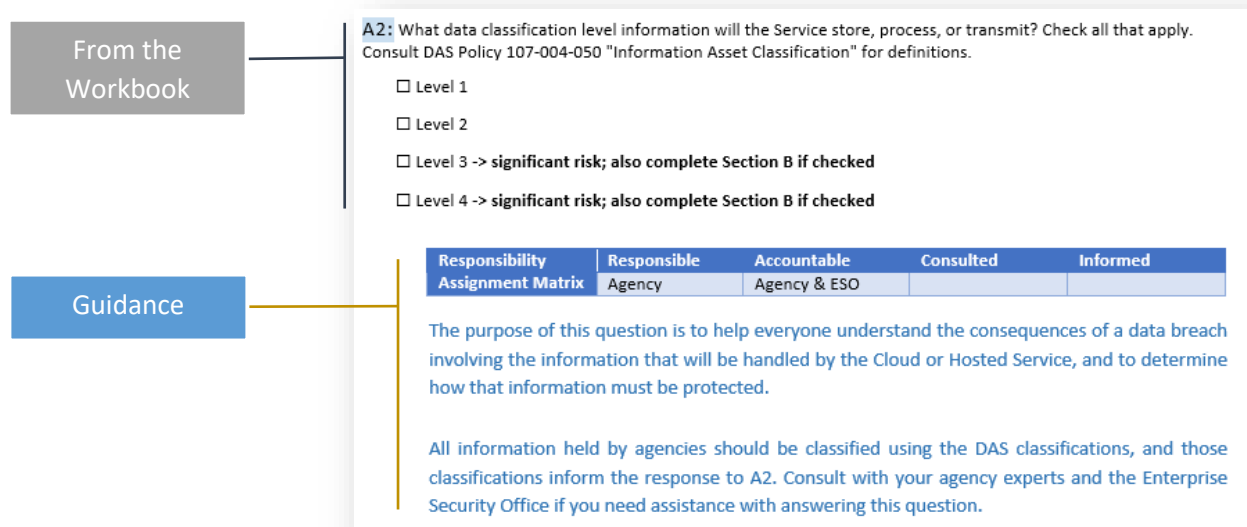 From the
Workbook
A2: What data classification level information will the Service store, process, or transmit? Check all that apply.
Consult DAS Policy 107-004-050 "Information Asset Classification" for definitions.
☐ Level 1
☐ Level 2
☐ Level 3 -> significant risk; also complete Section B if checked
☐ Level 4 -> significant risk; also complete Section B if checked
Guidance
Responsibility Responsible Accountable Consulted Informed
Assignment Matrix Agency Agency & ESO
The purpose of this question is to help everyone understand the consequences of a data breach
involving the information that will be handled by the Cloud or Hosted Service, and to determine
how that information must be protected.
All information held by agencies should be classified using the DAS classifications, and those
classifications inform the response to A2. Consult with your agency experts and the Enterprise
Security Office if you need assistance with answering this question.